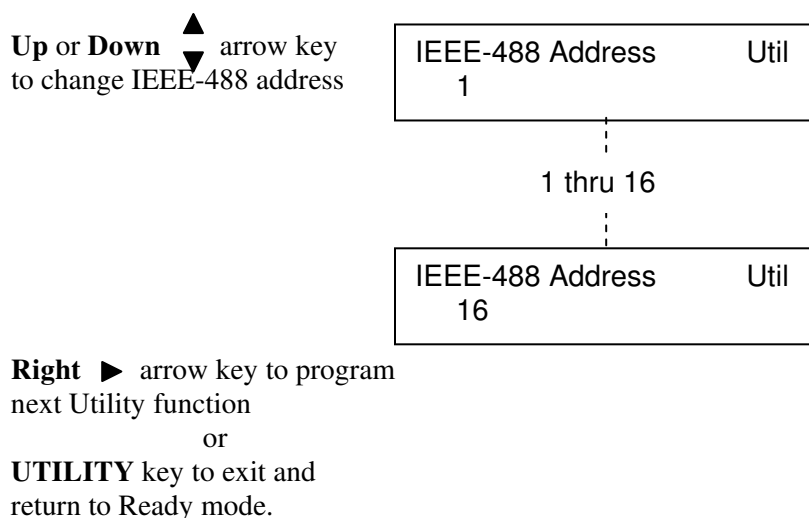 Up or Down ▲▼ arrow key
to change IEEE-488 address
IEEE-488 Address Util
1
1 thru 16
IEEE-488 Address Util
16
Right ► arrow key to program
next Utility function
or
UTILITY key to exit and
return to Ready mode.